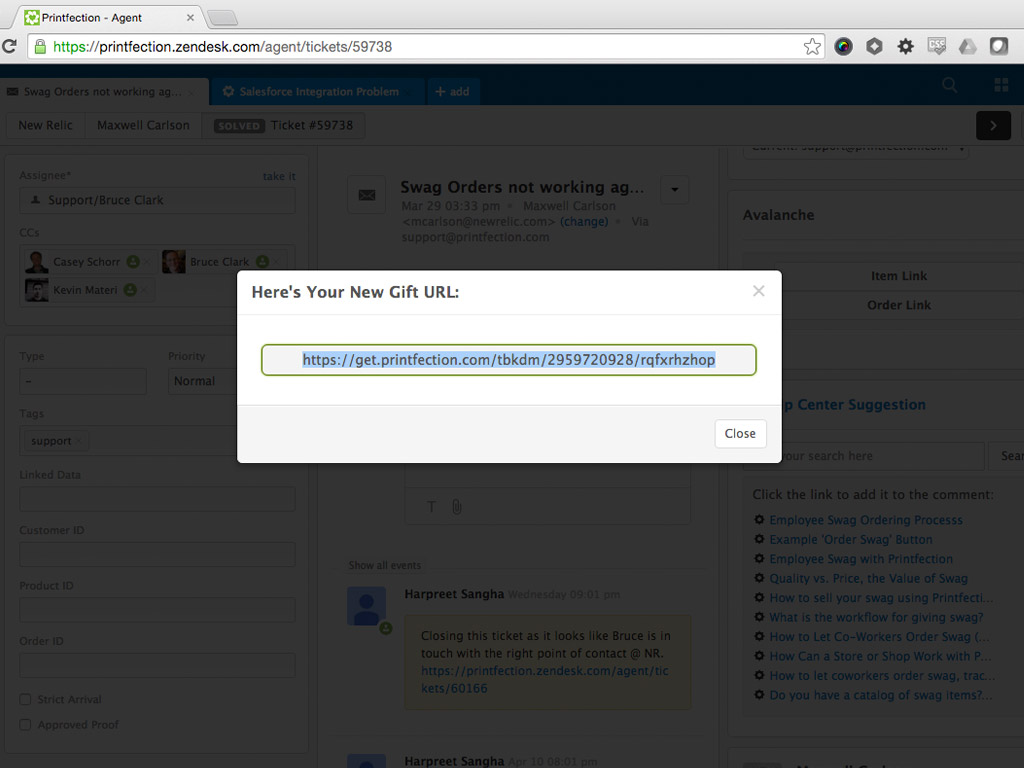 Printfection - Agent
https://printfection.zendesk.com/agent/tickets/59738
Swag Orders not working ag...
Salesforce Integration Problem
+ add
New Relic
Maxwell Carlson
SOLVED Ticket #59738
Assignee*
take it
Support/Bruce Clark
CCs
Casey Schorr
Bruce Clark
Kevin Materi
Type
Priority
–
Normal
Tags
support
Linked Data
Customer ID
Product ID
Order ID
Strict Arrival
Approved Proof
Swag Orders not working ag...
Mar 29 03:33 pm • Maxwell Carlson
<mcarlson@newrelic.com> (change) • Via
support@printfection.com
Here's Your New Gift URL:
https://get.printfection.com/tbkdm/2959720928/rqfxrhzhop
Close
T
Show all events
Harpreet Sangha Wednesday 09:01 pm
Closing this ticket as it looks like Bruce is in
touch with the right point of contact @ NR.
https://printfection.zendesk.com/agent/tic
kets/60166
Harpreet Sangha Apr 10 08:01 pm
Current: support@printfection.com
Avalanche
Item Link
Order Link
p Center Suggestion
your search here
Sear
Click the link to add it to the comment:
Employee Swag Ordering Processs
Example 'Order Swag' Button
Employee Swag with Printfection
Quality vs. Price, the Value of Swag
How to sell your swag using Printfecti...
What is the workflow for giving swag?
How to Let Co-Workers Order Swag (...
How Can a Store or Shop Work with P...
How to let coworkers order swag, trac...
Do you have a catalog of swag items?...